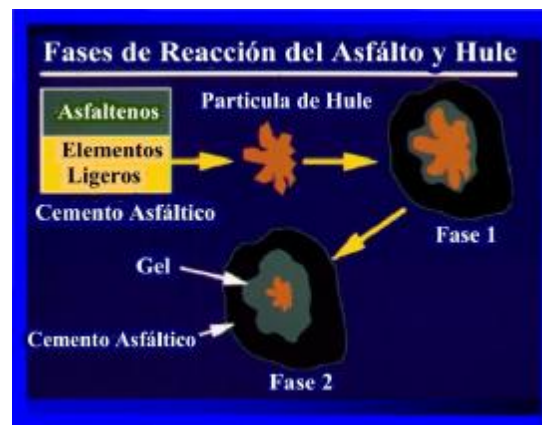 Fases de Reacción del Asfálto y Hule
Asfaltenos
Elementos
Ligeros
Cemento Asfáltico
Particula de Hule
Fase 1
Gel
Cemento Asfáltico
Fase 2